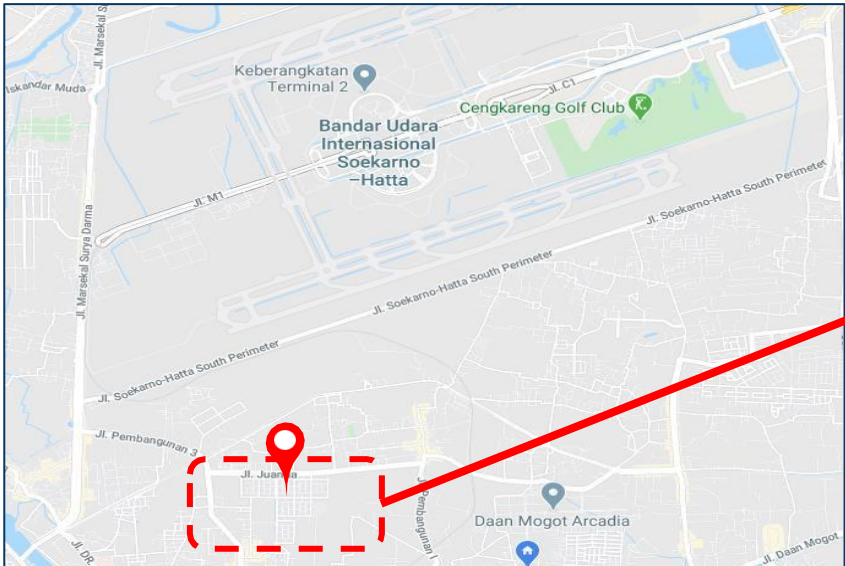 Jl. Marsekal S
Iskandar Muda
Keberangkatan
Terminal 2
Jl. C1
Cengkareng Golf Club
Bandar Udara
Internasional
Soekarno
–Hatta
Jl. M1
Jl. Marsekal Surya Darma
Jl. Soekarno-Hatta South Perimeter
Jl. Soekarno-Hatta South Perimeter
Jl. Soekarno-Hatta South Perimeter
Jl. Pembangunan 3
Jl. Juanda
Jl. Pembangunan I
Daan Mogot Arcadia
Jl. DR.
Jl. Daan Mogot